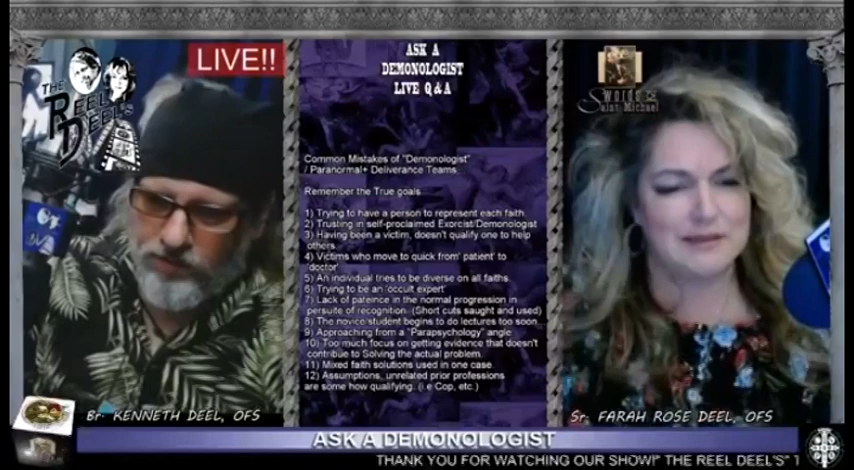 THE
REEL
DEEL'S
LIVE!!
ASK A
DEMONOLOGIST
LIVE Q&A
Sword of
Saint Michael
Common Mistakes of "Demonologist"
/ Paranormal+ Deliverance Teams.
Remember the True goals
1) Trying to have a person to represent each faith.
2) Trusting in self-proclaimed Exorcist/Demonologist
3) Having been a victim, doesn't qualify one to help
others.
4) Victims who move to quick from' patient' to
'doctor'
5) An individual tries to be diverse on all faiths.
6) Trying to be an 'occult expert'
7) Lack of pateince in the normal progression in
persuite of recognition. (Short cuts saught and used)
8) The novice student begins to do lectures too soon.
9) Approaching from a "Parapsychology" angle
10) Too much focus on getting evidence that doesn't
contribue to Solving the actual problem.
11) Mixed faith solutions used in one case.
12) Assumptions, unrelated prior professions
are some how qualifying. (i.e Cop, etc.)
Br. KENNETH DEEL, OFS
Sr. FARAH ROSE DEEL, OFS
ASK A DEMONOLOGIST
THANK YOU FOR WATCHING OUR SHOW!" THE REEL DEEL'S"